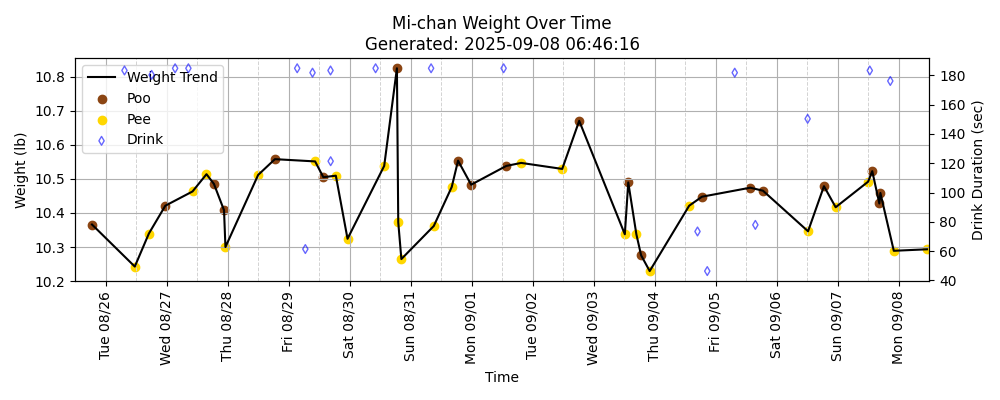 Mi-chan Weight Over Time
Generated: 2025-09-08 06:46:16
Weight Trend
Poo
Pee
Drink
Weight (lb)
10.8
10.7
10.6
10.5
10.4
10.3
10.2
Drink Duration (sec)
180
160
140
120
100
80
60
40
Tue 08/26
Wed 08/27
Thu 08/28
Fri 08/29
Sat 08/30
Sun 08/31
Mon 09/01
Tue 09/02
Wed 09/03
Thu 09/04
Fri 09/05
Sat 09/06
Sun 09/07
Mon 09/08
Time